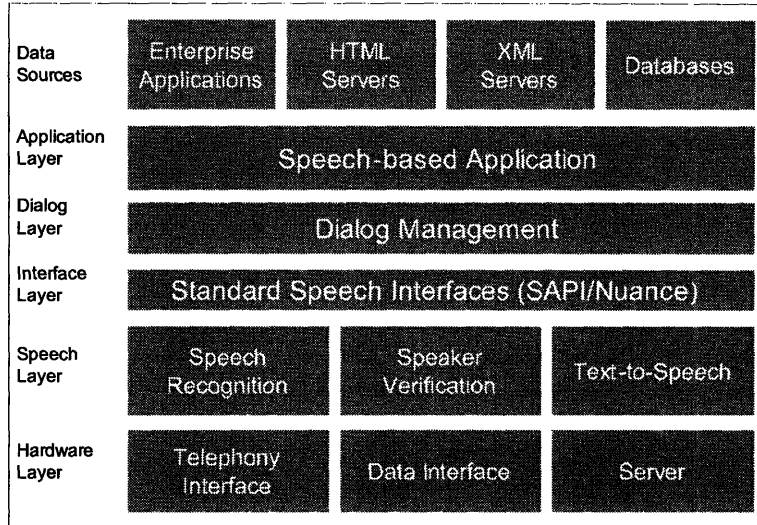 Data
Sources
Enterprise
Applications
HTML
Servers
XML
Servers
Databases
Application
Layer
Speech-based Application
Dialog
Layer
Dialog Management
Interface
Layer
Standard Speech Interfaces (SAPI/Nuance)
Speech
Layer
Speech
Recognition
Speaker
Verification
Text-to-Speech
Hardware
Layer
Telephony
Interface
Data Interface
Server